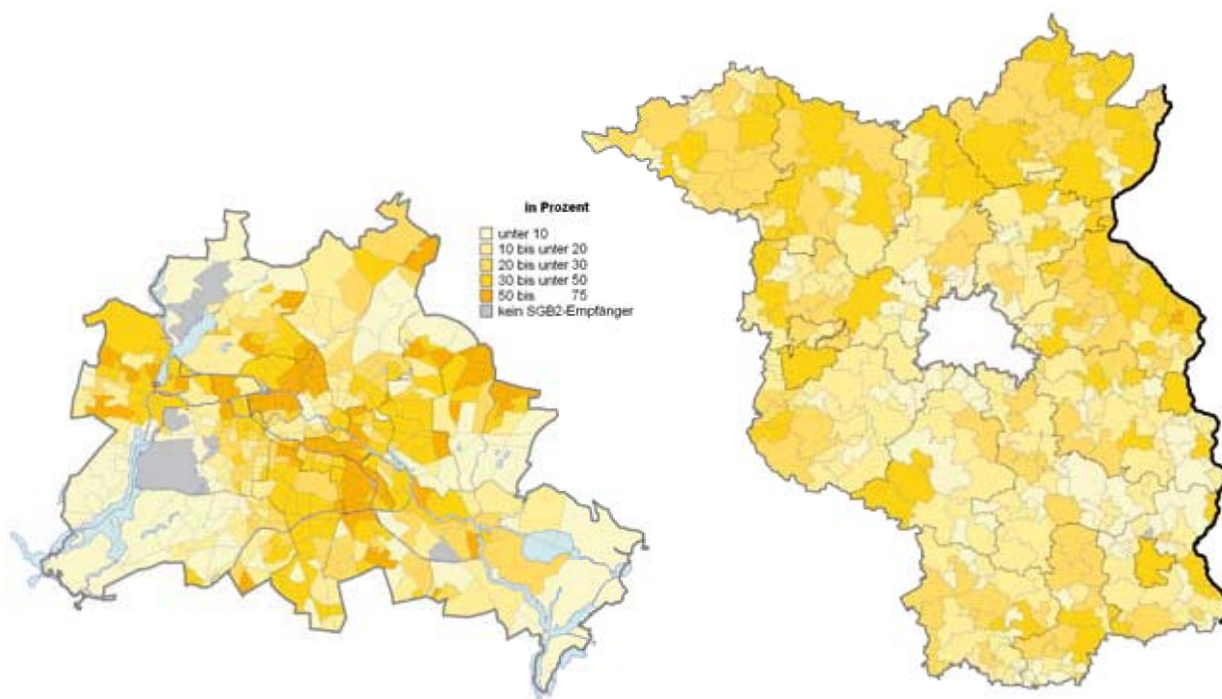 in Prozent
unter 10
10 bis unter 20
20 bis unter 30
30 bis unter 50
50 bis 75
kein SGB2-Empfänger